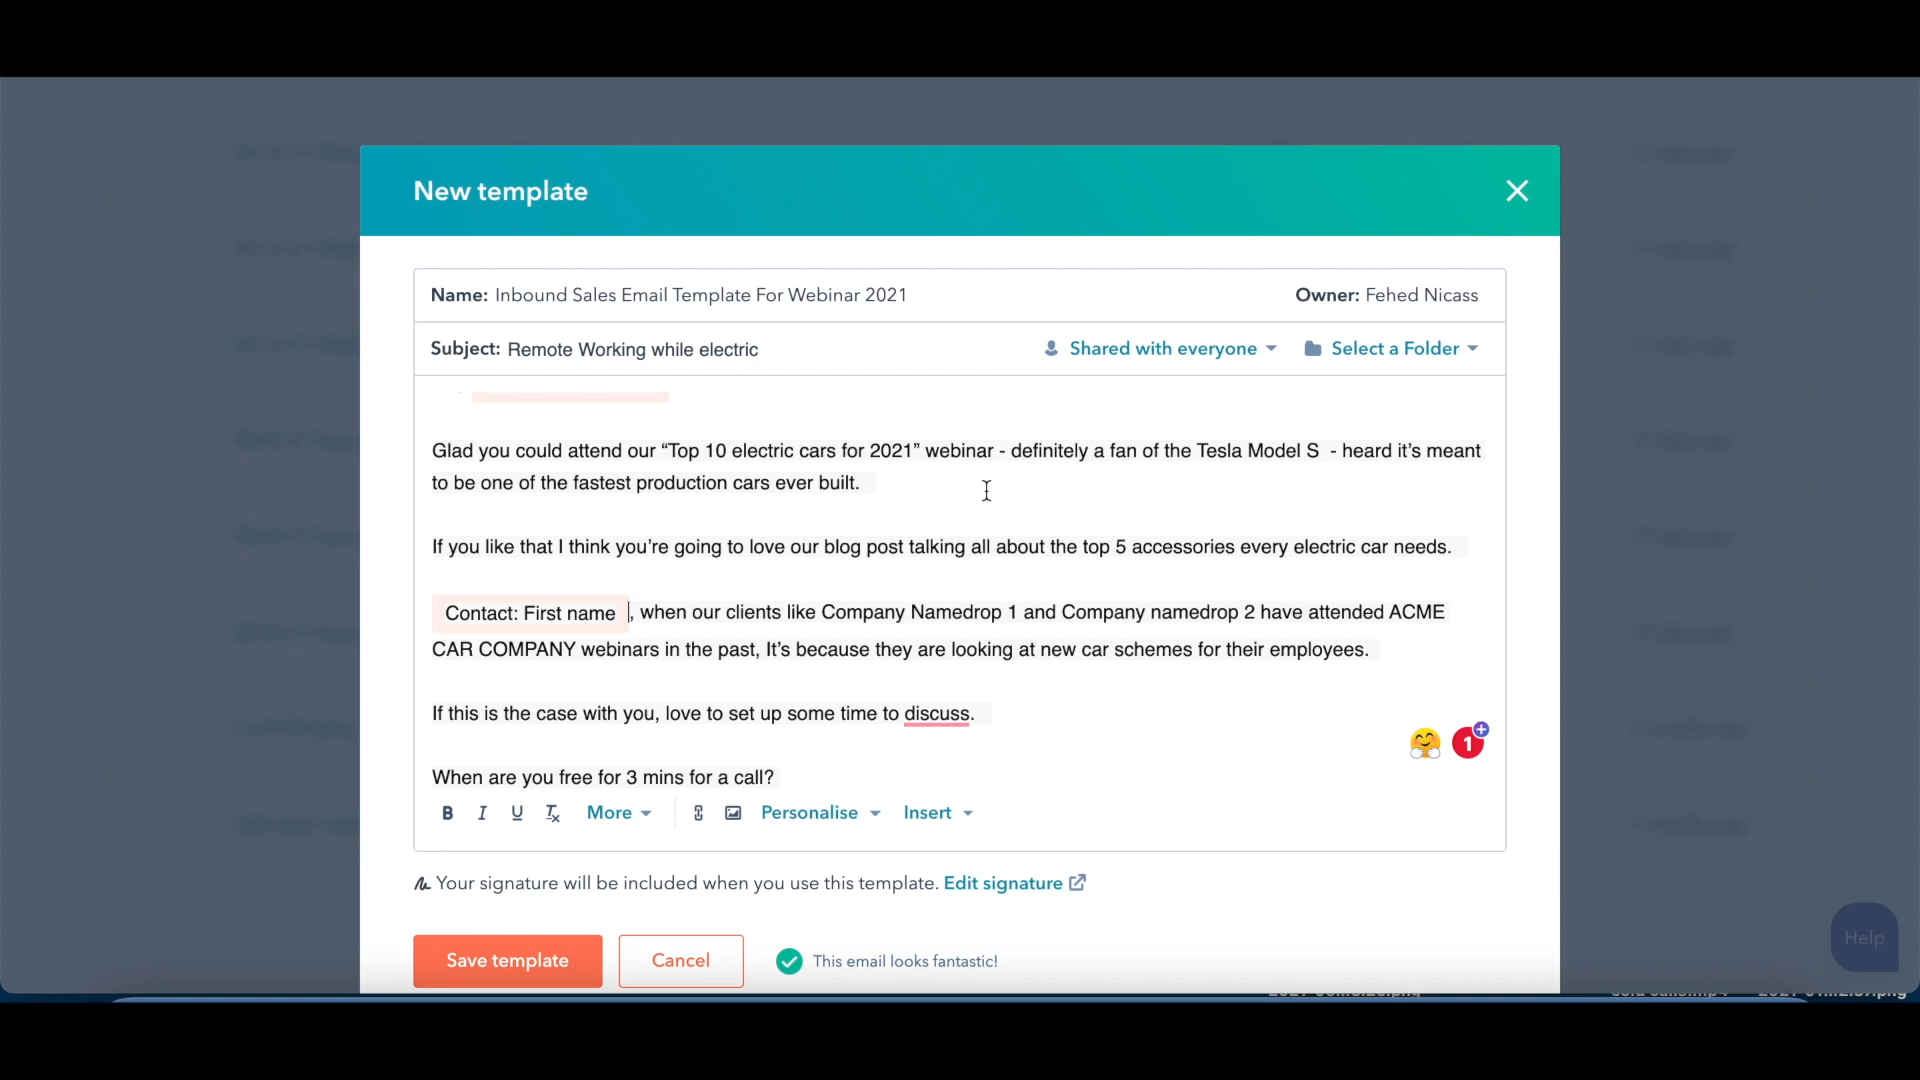 New template
Name: Inbound Sales Email Template For Webinar 2021
Owner: Fehed Nicass
Subject: Remote Working while electric
Shared with everyone
Select a Folder
Glad you could attend our “Top 10 electric cars for 2021” webinar - definitely a fan of the Tesla Model S - heard it’s meant
to be one of the fastest production cars ever built.
If you like that I think you’re going to love our blog post talking all about the top 5 accessories every electric car needs.
Contact: First name , when our clients like Company Namedrop 1 and Company namedrop 2 have attended ACME
CAR COMPANY webinars in the past, It’s because they are looking at new car schemes for their employees.
If this is the case with you, love to set up some time to discuss.
1
When are you free for 3 mins for a call?
B I U Tx More Personalise Insert
Your signature will be included when you use this template. Edit signature
Help
Save template Cancel This email looks fantastic!